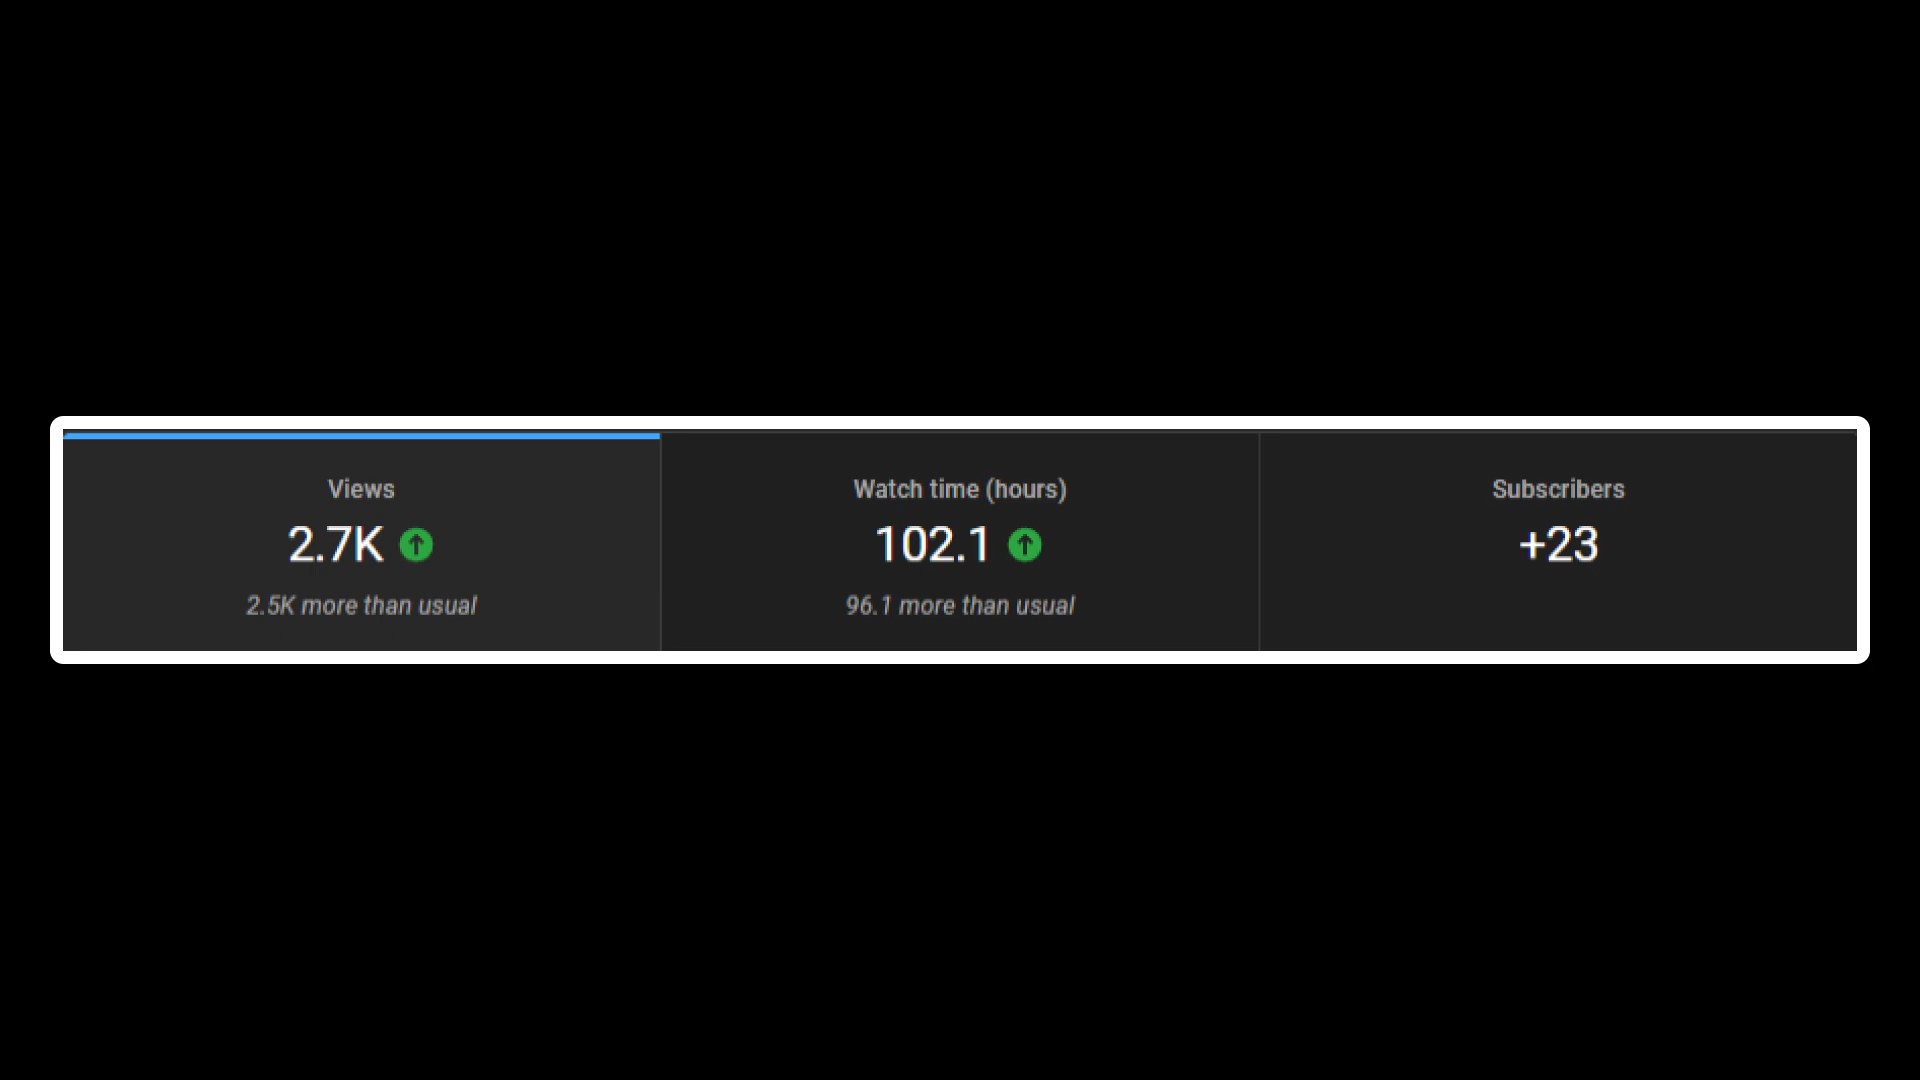 Views
2.7K
2.5K more than usual
Watch time (hours)
102.1
96.1 more than usual
Subscribers
+23